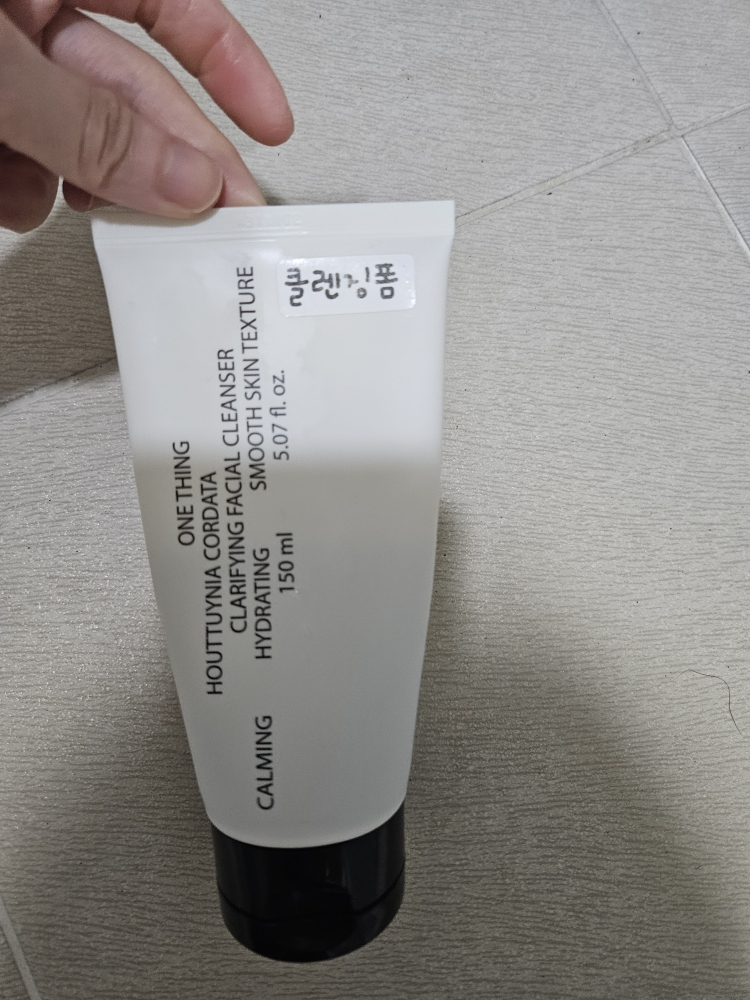 클렌징폼
ONE THING
HOUTTUYNIA CORDATA
CLARIFYING FACIAL CLEANSER
CALMING HYDRATING SMOOTH SKIN TEXTURE
150 ml 5.07 fl. oz.